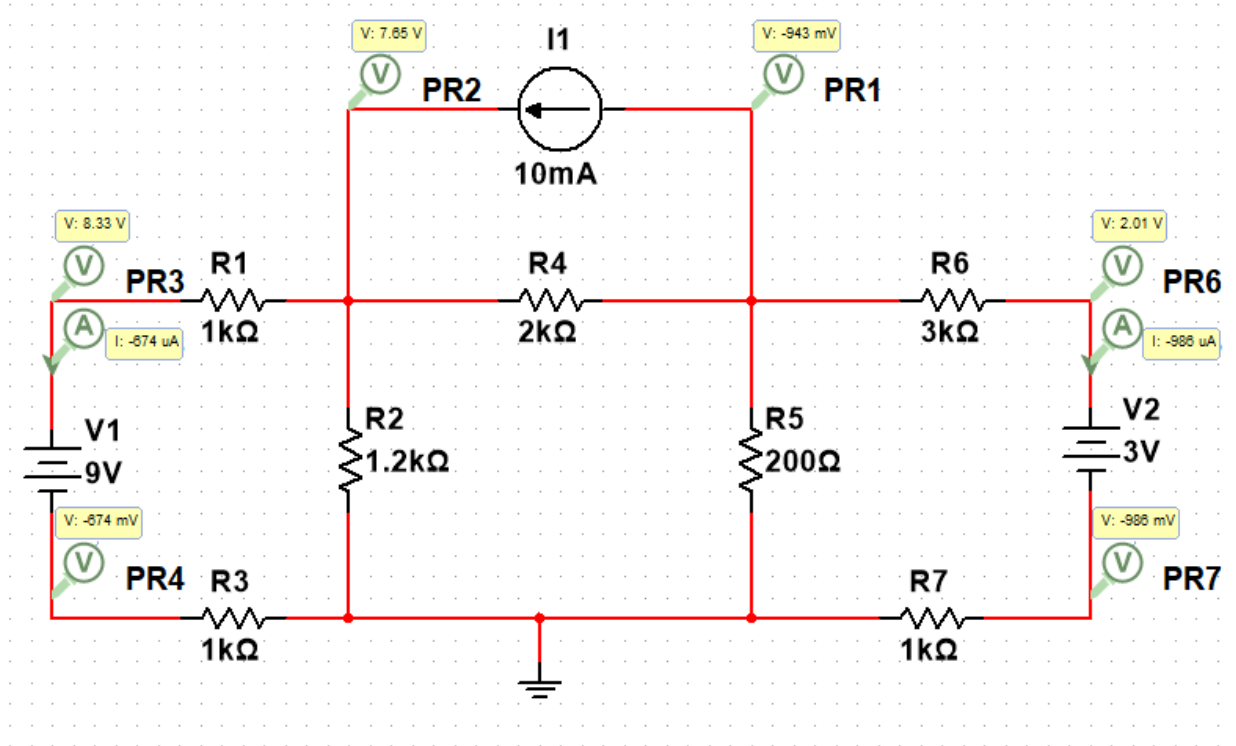 V: 7.65 V
I1
V: -943 mV
V
PR2
V
PR1
10mA
V: 8.33 V
V: 2.01 V
V
PR3
R1
R4
R6
V
PR6
A
I: -674 uA
1kΩ
2kΩ
3kΩ
A
I: -986 uA
V1
9V
R2
1.2kΩ
R5
200Ω
V2
3V
V: -674 mV
V: -986 mV
V
PR4
R3
R7
V
PR7
1kΩ
1kΩ